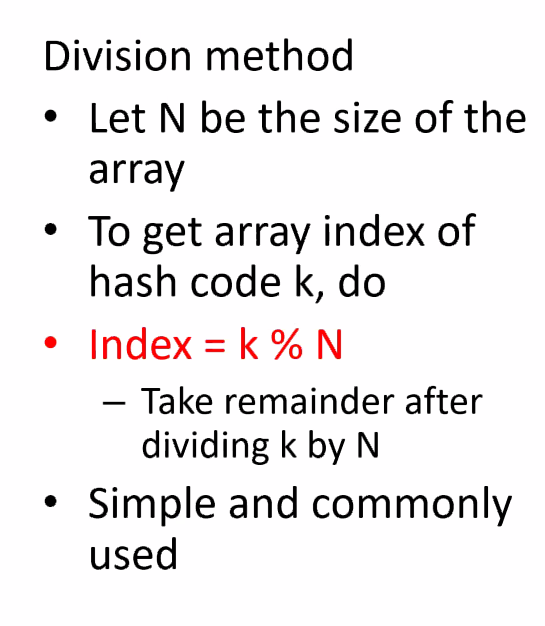 Division method
• Let N be the size of the
array
• To get array index of
hash code k, do
• Index = k % N
– Take remainder after
dividing k by N
• Simple and commonly
used